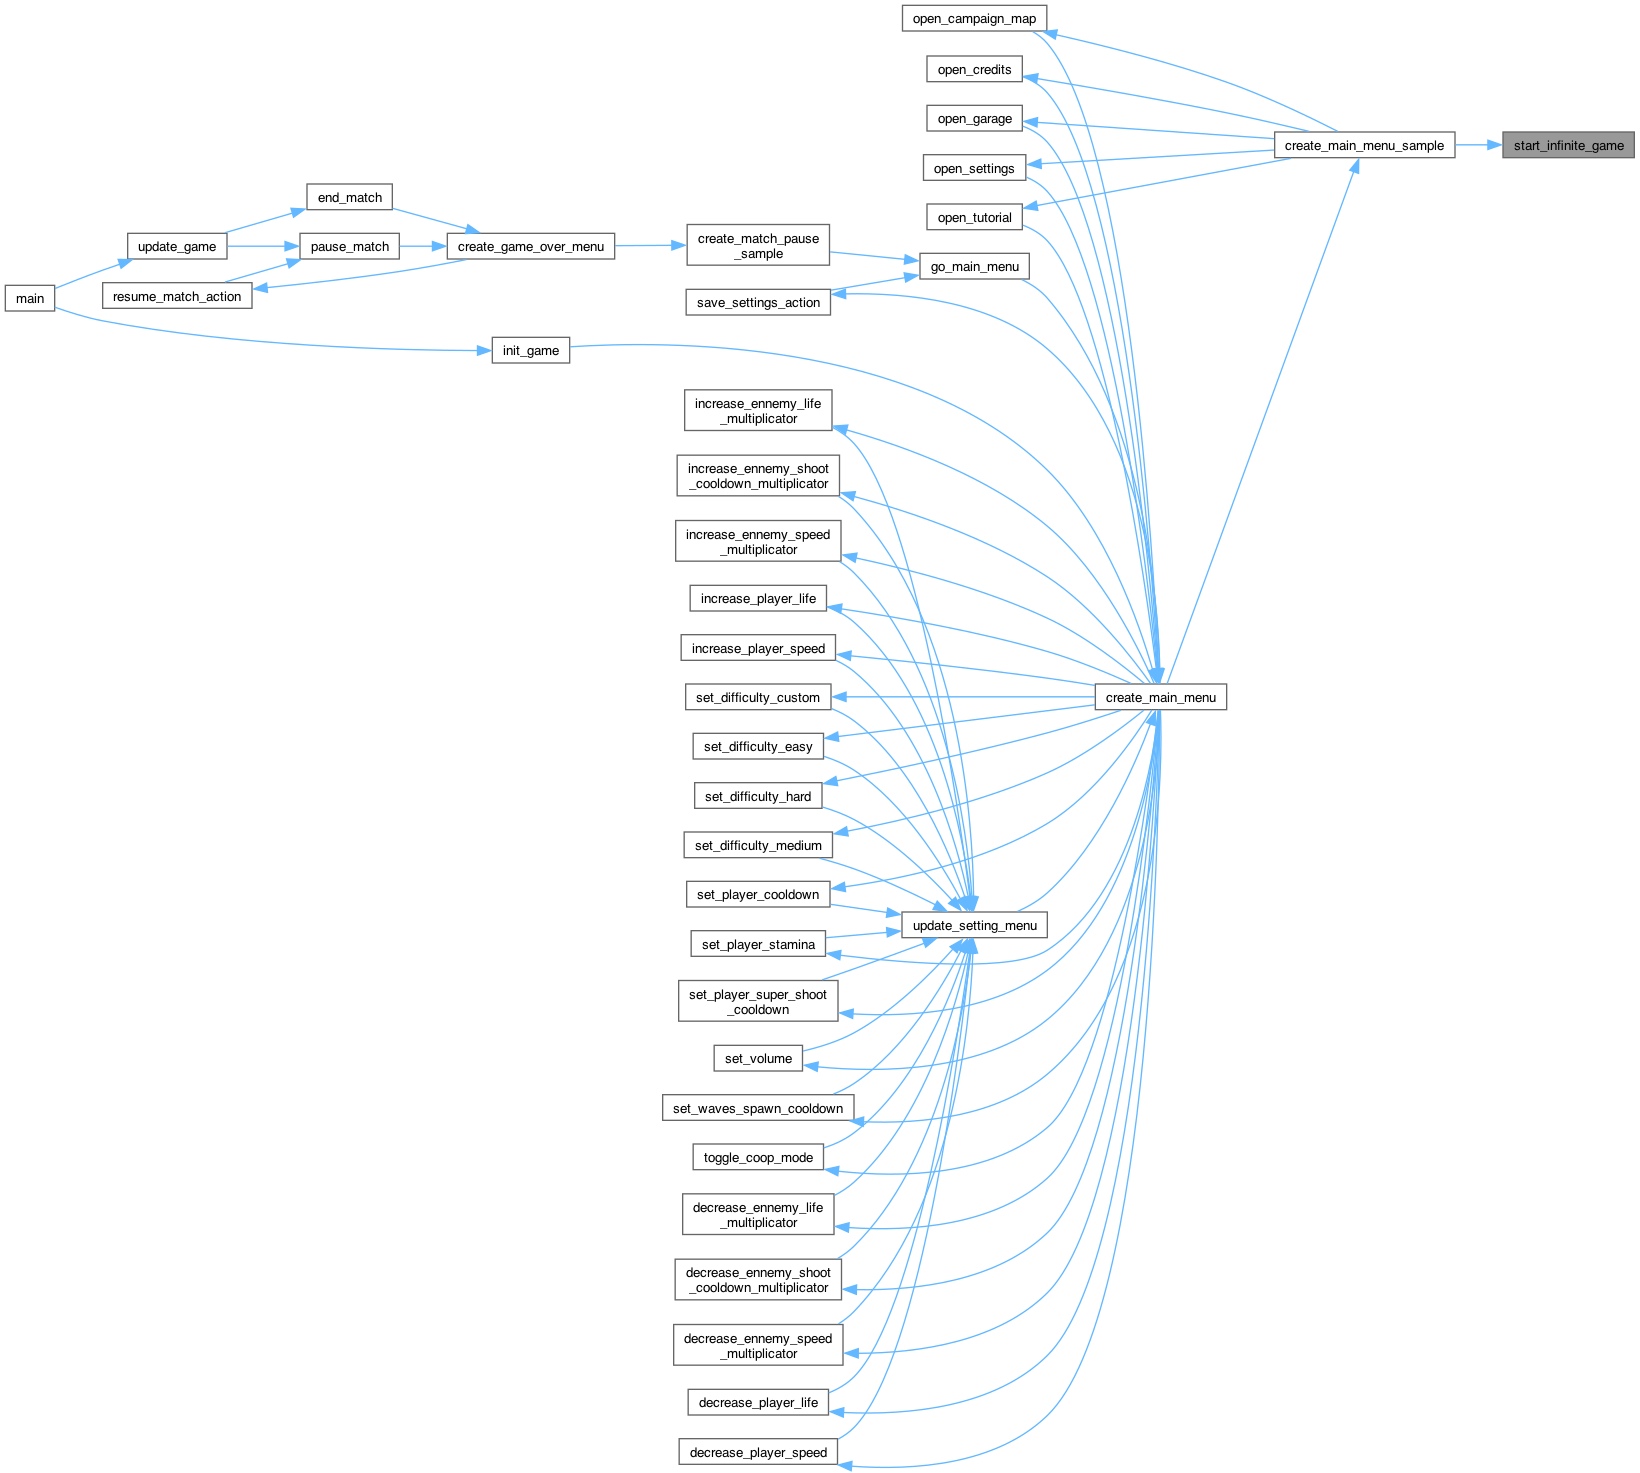 open_campaign_map
open_credits
open_garage
create_main_menu_sample
start_infinite_game
open_settings
end_match
open_tutorial
update_game
pause_match
create_game_over_menu
create_match_pause
_sample
go_main_menu
main
resume_match_action
save_settings_action
init_game
increase_ennemy_life
_multiplicator
increase_ennemy_shoot
_cooldown_multiplicator
increase_ennemy_speed
_multiplicator
increase_player_life
increase_player_speed
set_difficulty_custom
create_main_menu
set_difficulty_easy
set_difficulty_hard
set_difficulty_medium
set_player_cooldown
update_setting_menu
set_player_stamina
set_player_super_shoot
_cooldown
set_volume
set_waves_spawn_cooldown
toggle_coop_mode
decrease_ennemy_life
_multiplicator
decrease_ennemy_shoot
_cooldown_multiplicator
decrease_ennemy_speed
_multiplicator
decrease_player_life
decrease_player_speed